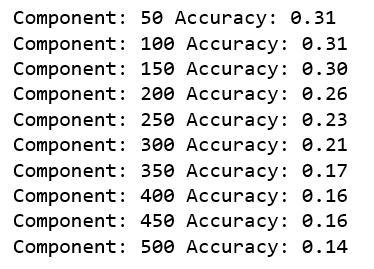 Component: 50 Accuracy: 0.31
Component: 100 Accuracy: 0.31
Component: 150 Accuracy: 0.30
Component: 200 Accuracy: 0.26
Component: 250 Accuracy: 0.23
Component: 300 Accuracy: 0.21
Component: 350 Accuracy: 0.17
Component: 400 Accuracy: 0.16
Component: 450 Accuracy: 0.16
Component: 500 Accuracy: 0.14